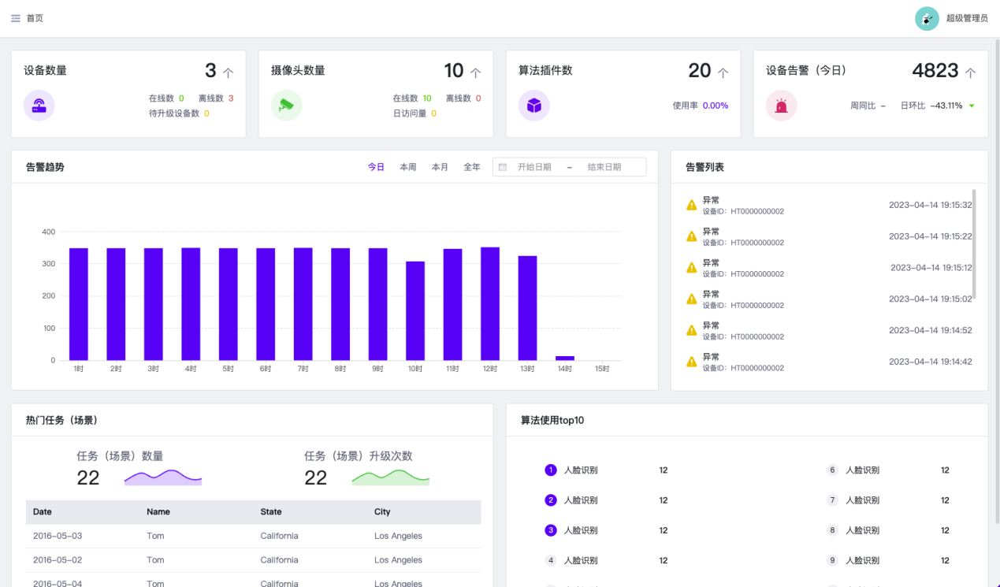 首页
超级管理员
设备数量 3
在线数 0 离线数 3
待升级设备数 0
摄像头数量 10
在线数 10 离线数 0
日访问量 0
算法插件数 20
使用率 0.00%
设备告警（今日） 4823
周同比 – 日环比 -43.11%
告警趋势
今日 本周 本月 全年 开始日期 – 结束日期
400
300
200
100
0
1时 2时 3时 4时 5时 6时 7时 8时 9时 10时 11时 12时 13时 14时 15时
告警列表
异常
设备ID: HT0000000002 2023-04-14 19:15:32
异常
设备ID: HT0000000002 2023-04-14 19:15:22
异常
设备ID: HT0000000002 2023-04-14 19:15:12
异常
设备ID: HT0000000002 2023-04-14 19:15:02
异常
设备ID: HT0000000002 2023-04-14 19:14:52
异常
设备ID: HT0000000002 2023-04-14 19:14:42
热门任务（场景）
任务（场景）数量
22
任务（场景）升级次数
22
Date Name State City
2016-05-03 Tom California Los Angeles
2016-05-02 Tom California Los Angeles
2016-05-04 Tom California Los Angeles
算法使用top10
1 人脸识别 12
2 人脸识别 12
3 人脸识别 12
4 人脸识别 12
6 人脸识别 12
7 人脸识别 12
8 人脸识别 12
9 人脸识别 12